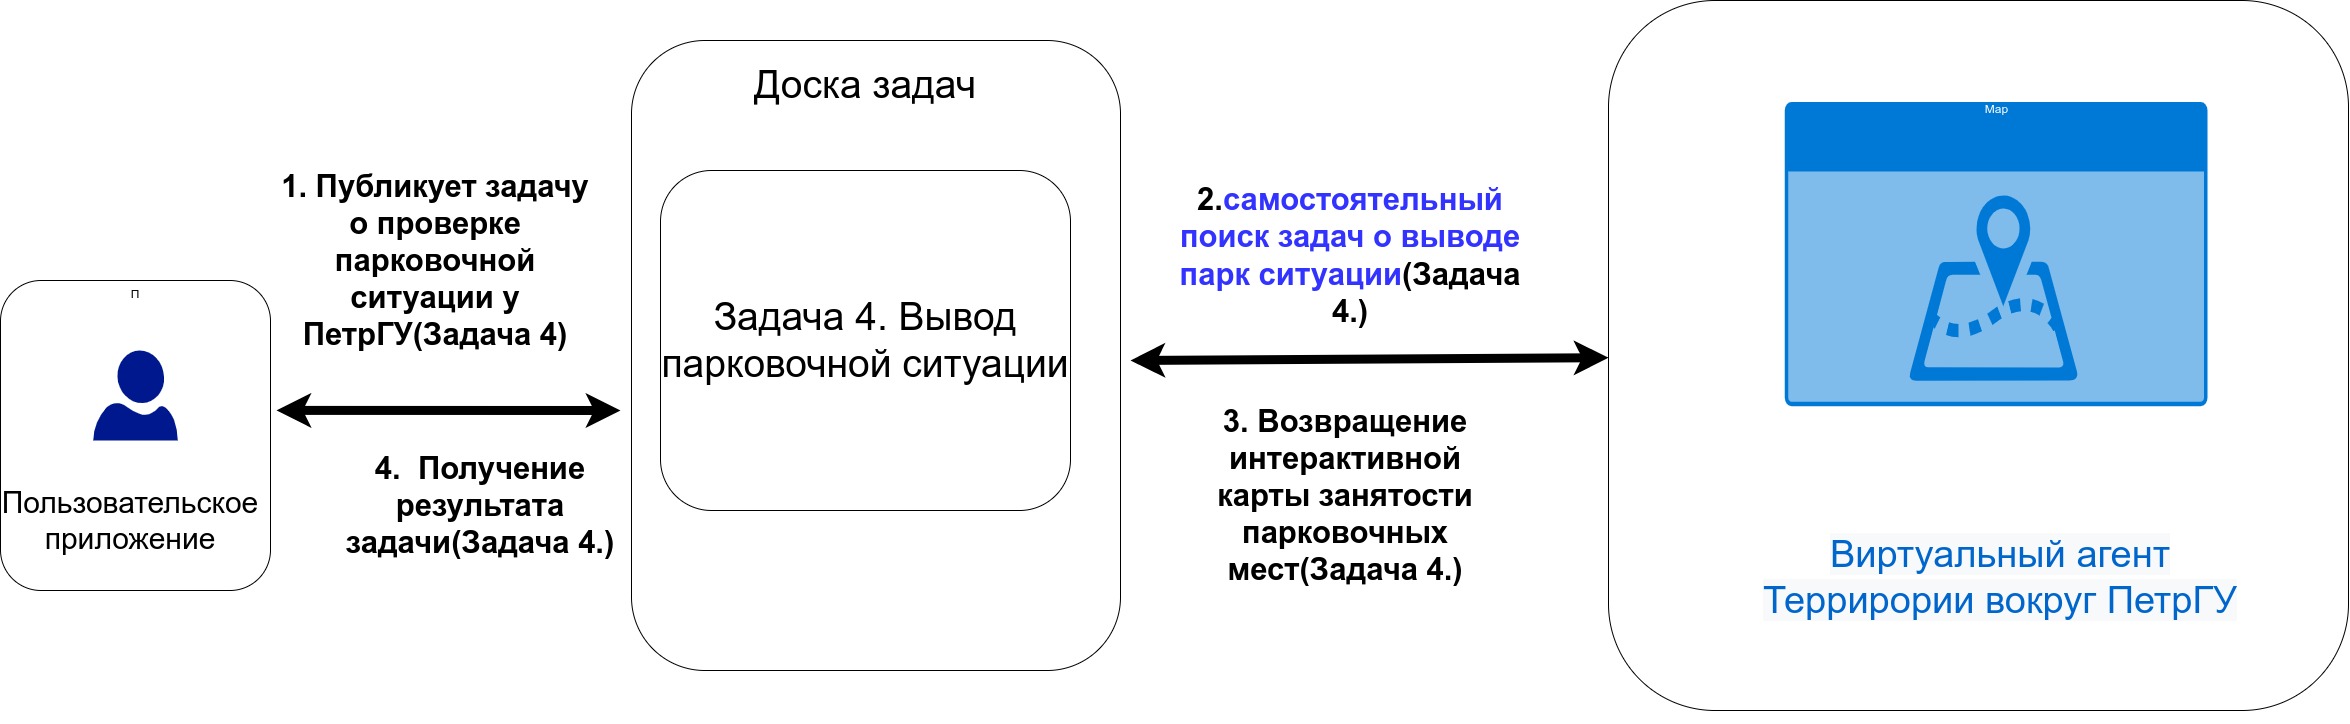 Доска задач
Map
1. Публикует задачу
о проверке
парковочной
ситуации у
ПетрГУ(Задача 4)
2.самостоятельный
поиск задач о выводе
парк ситуации(Задача
4.)
п
Задача 4. Вывод
парковочной ситуации
4.  Получение
результата
задачи(Задача 4.)
3. Возвращение
интерактивной
карты занятости
парковочных
мест(Задача 4.)
Пользовательское
приложение
Виртуальный агент
Террирории вокруг ПетрГУ